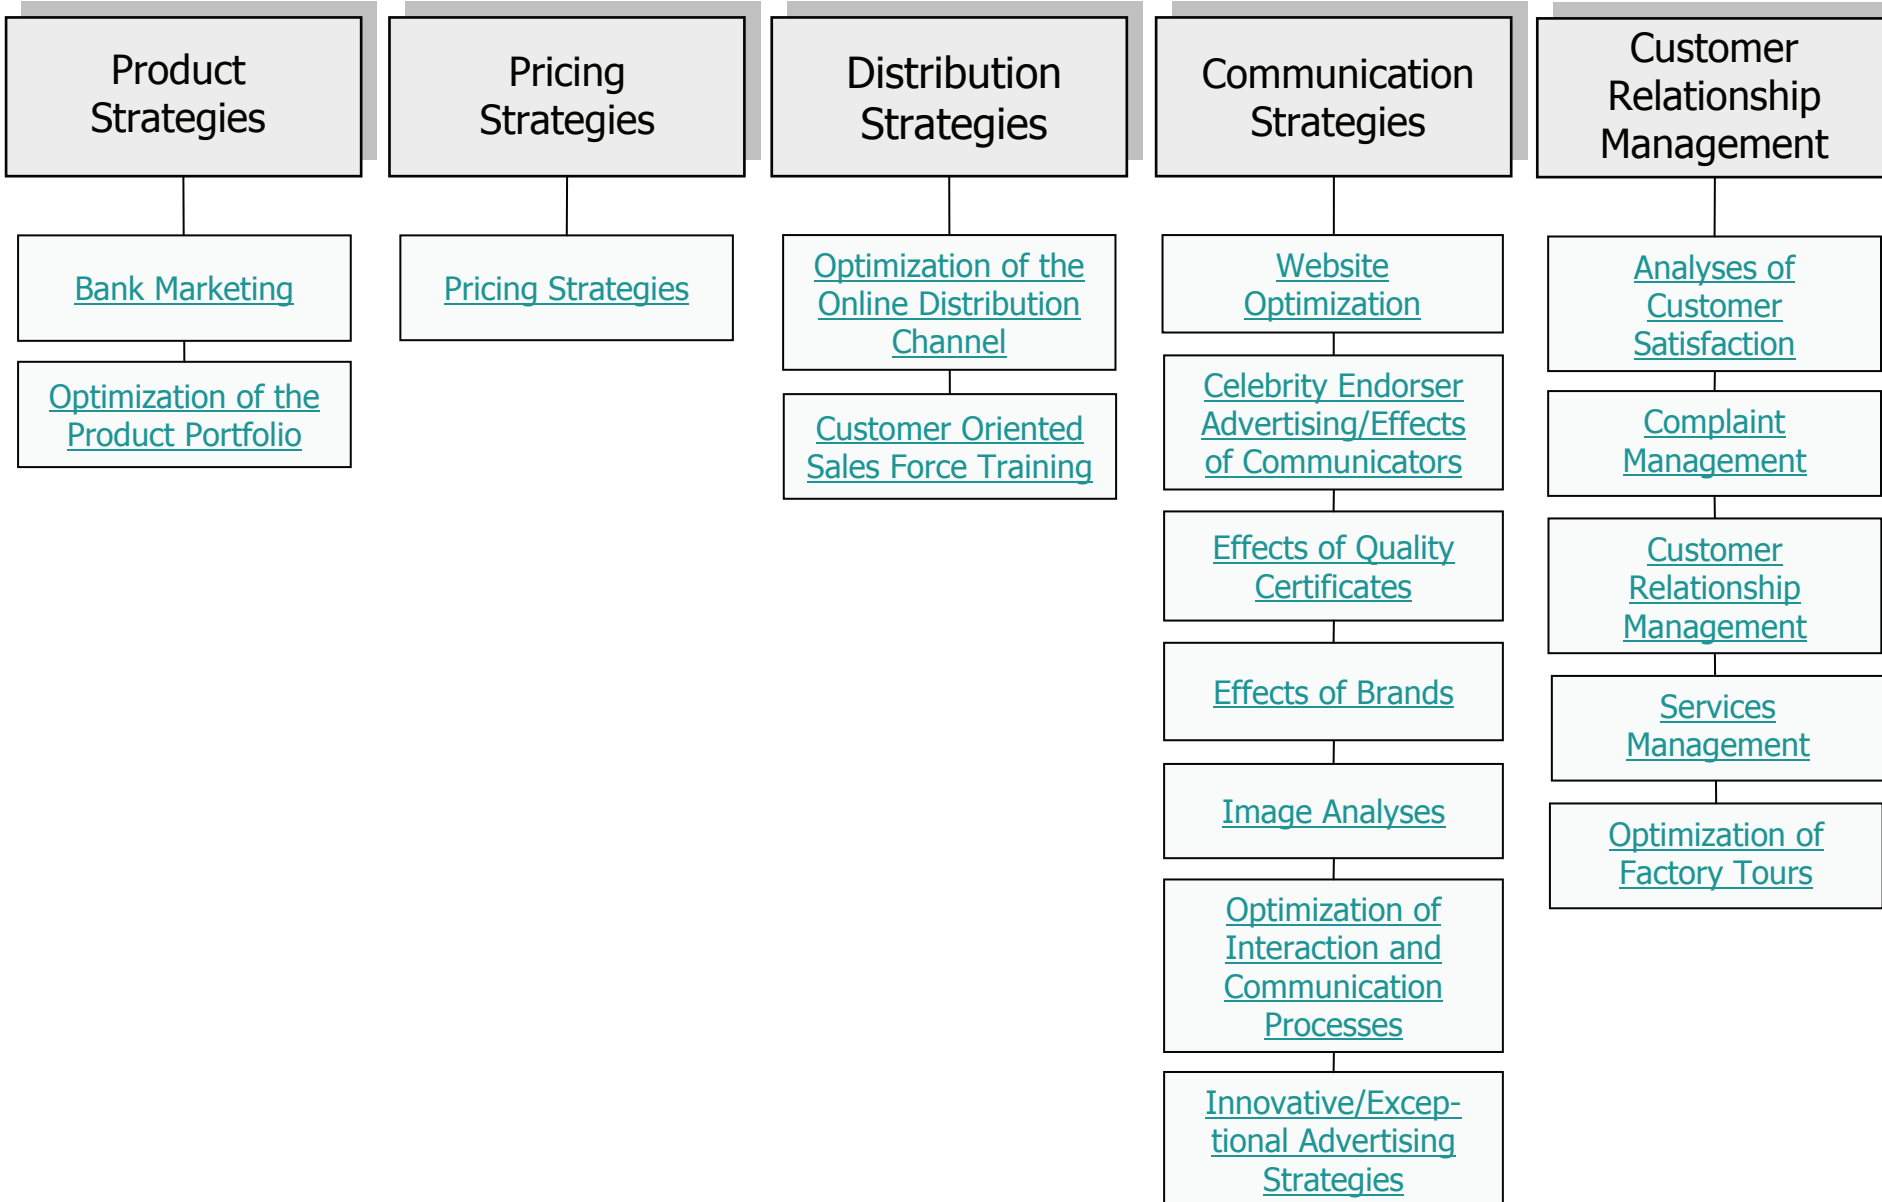 Product
Strategies
Bank Marketing
Optimization of the
Product Portfolio
Pricing
Strategies
Pricing Strategies
Distribution
Strategies
Optimization of the
Online Distribution
Channel
Customer Oriented
Sales Force Training
Communication
Strategies
Website
Optimization
Celebrity Endorser
Advertising/Effects
of Communicators
Effects of Quality
Certificates
Effects of Brands
Image Analyses
Optimization of
Interaction and
Communication
Processes
Innovative/Excep-
tional Advertising
Strategies
Customer
Relationship
Management
Analyses of
Customer
Satisfaction
Complaint
Management
Customer
Relationship
Management
Services
Management
Optimization of
Factory Tours